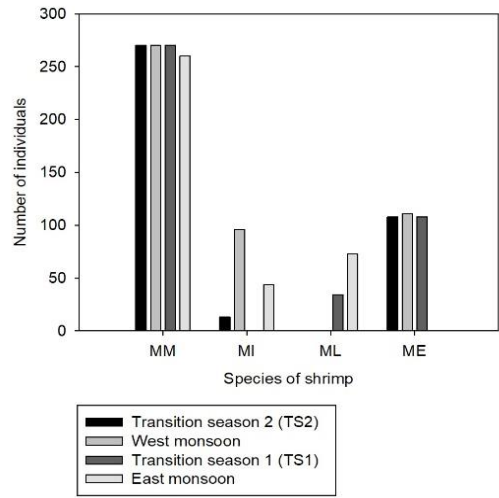 300
250
200
150
100
50
0
Number of individuals
MM MI ML ME
Species of shrimp
Transition season 2 (TS2)
West monsoon
Transition season 1 (TS1)
East monsoon